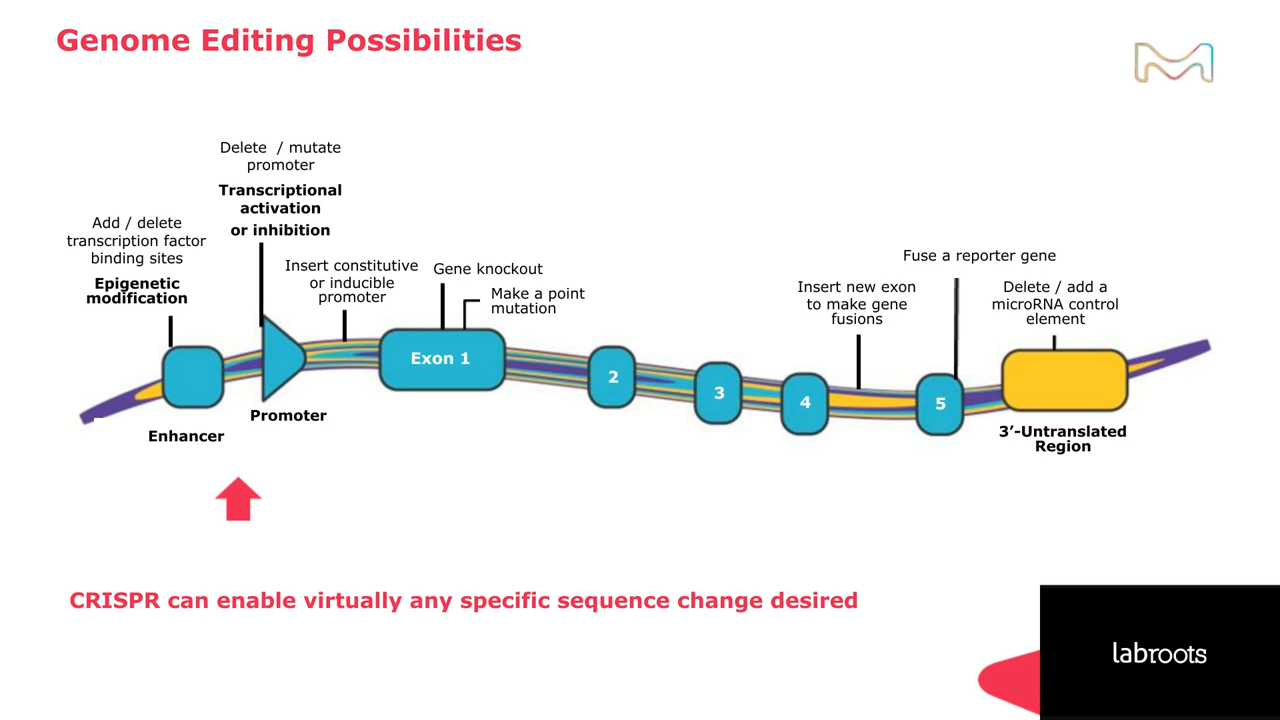 Genome Editing Possibilities
Delete / mutate
promoter
Transcriptional
activation
or inhibition
Add / delete
transcription factor
binding sites
Epigenetic
modification
Insert constitutive
or inducible
promoter
Gene knockout
Make a point
mutation
Insert new exon
to make gene
fusions
Fuse a reporter gene
Delete / add a
microRNA control
element
Exon 1
2
3
4
5
Enhancer
Promoter
3’-Untranslated
Region
CRISPR can enable virtually any specific sequence change desired
labroots